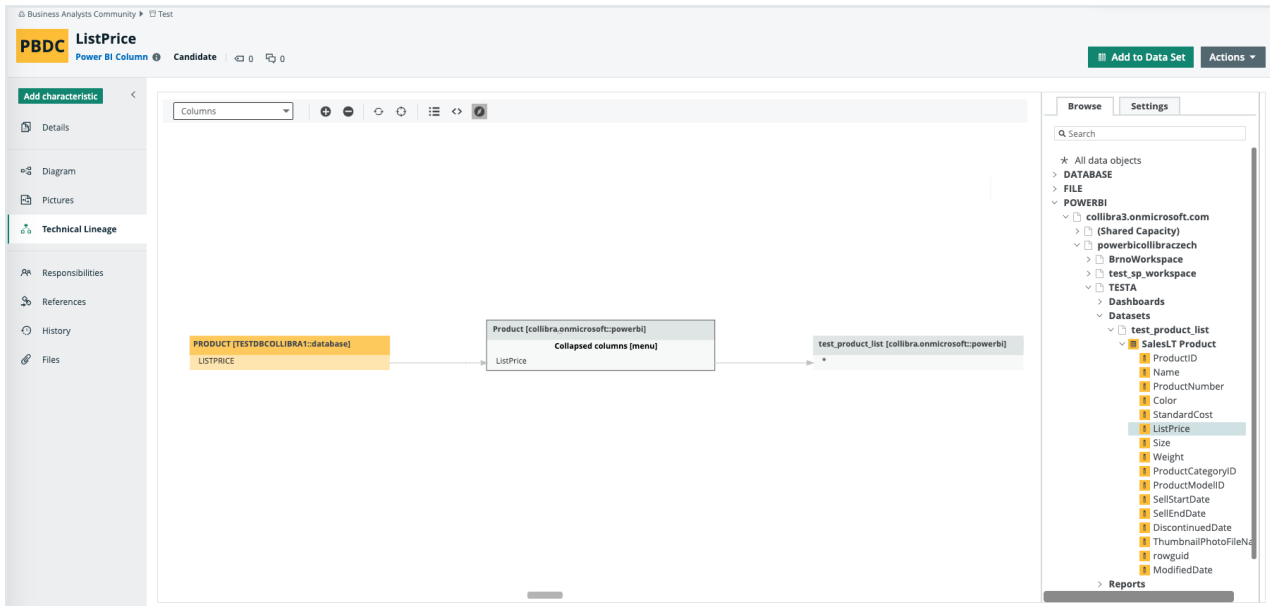 Business Analysts Community Test
PBDC
ListPrice
Power BI Column Candidate 0 0
Add to Data Set
Actions
Add characteristic
Details
Diagram
Pictures
Technical Lineage
Responsibilities
References
History
Files
Columns
PRODUCT [TESTDBCOLLIBRA1::database]
LISTPRICE
Product [collibra.onmicrosoft::powerbi]
Collapsed columns [menu]
ListPrice
test_product_list [collibra.onmicrosoft::powerbi]
*
Browse Settings
Search
All data objects
DATABASE
FILE
POWERBI
collibra3.onmicrosoft.com
(Shared Capacity)
powerbicollibraczech
BrnoWorkspace
test_sp_workspace
TESTA
Dashboards
Datasets
test_product_list
SalesLT Product
ProductID
Name
ProductNumber
Color
StandardCost
ListPrice
Size
Weight
ProductCategoryID
ProductModelID
SellStartDate
SellEndDate
DiscontinuedDate
ThumbnailPhotoFileNa
rowguid
ModifiedDate
Reports